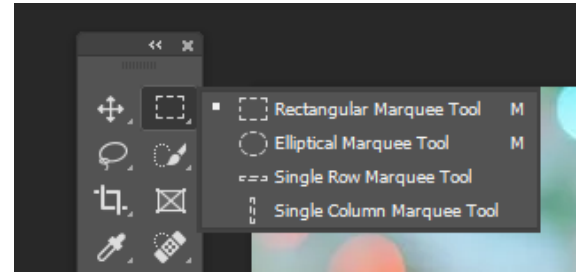 Rectangular Marquee Tool M
Elliptical Marquee Tool M
Single Row Marquee Tool
Single Column Marquee Tool